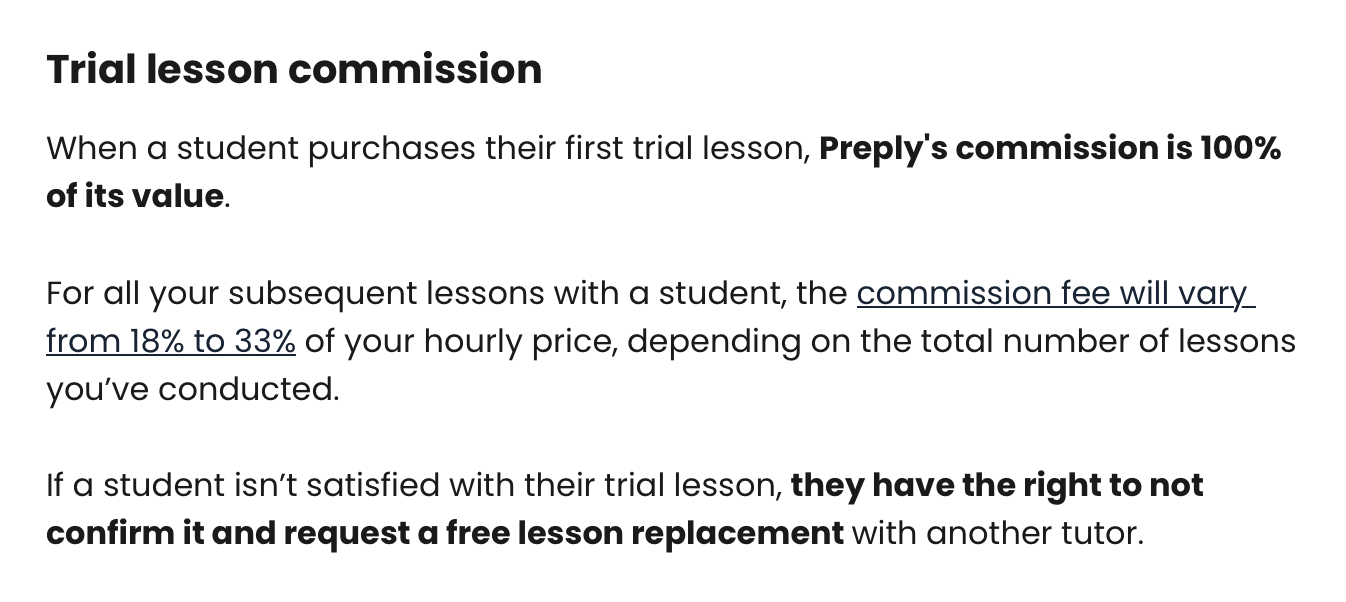 Trial lesson commission
When a student purchases their first trial lesson, Preply's commission is 100%
of its value.
For all your subsequent lessons with a student, the commission fee will vary
from 18% to 33% of your hourly price, depending on the total number of lessons
you’ve conducted.
If a student isn’t satisfied with their trial lesson, they have the right to not
confirm it and request a free lesson replacement with another tutor.